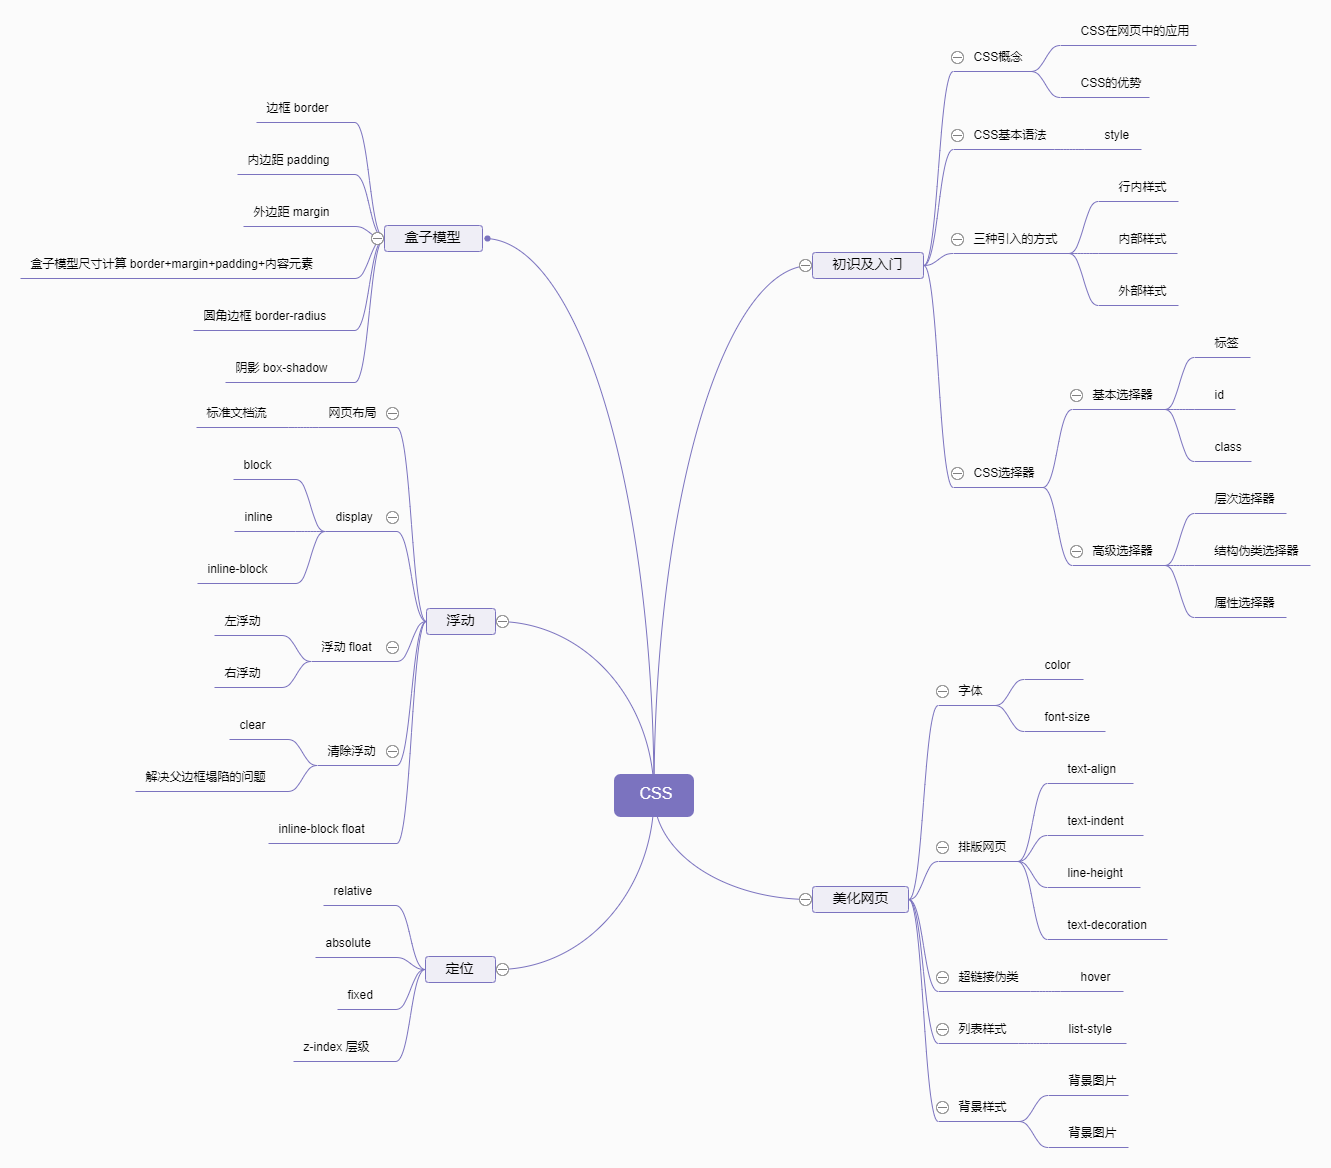 CSS
初识及入门
CSS概念
CSS在网页中的应用
CSS的优势
CSS基本语法
style
三种引入的方式
行内样式
内部样式
外部样式
CSS选择器
基本选择器
标签
id
class
高级选择器
层次选择器
结构伪类选择器
属性选择器
美化网页
字体
color
font-size
排版网页
text-align
text-indent
line-height
text-decoration
超链接伪类
hover
列表样式
list-style
背景样式
背景图片
背景图片
盒子模型
边框 border
内边距 padding
外边距 margin
盒子模型尺寸计算 border+margin+padding+内容元素
圆角边框 border-radius
阴影 box-shadow
浮动
网页布局
标准文档流
display
block
inline
inline-block
浮动 float
左浮动
右浮动
清除浮动
clear
解决父边框塌陷的问题
inline-block float
定位
relative
absolute
fixed
z-index 层级